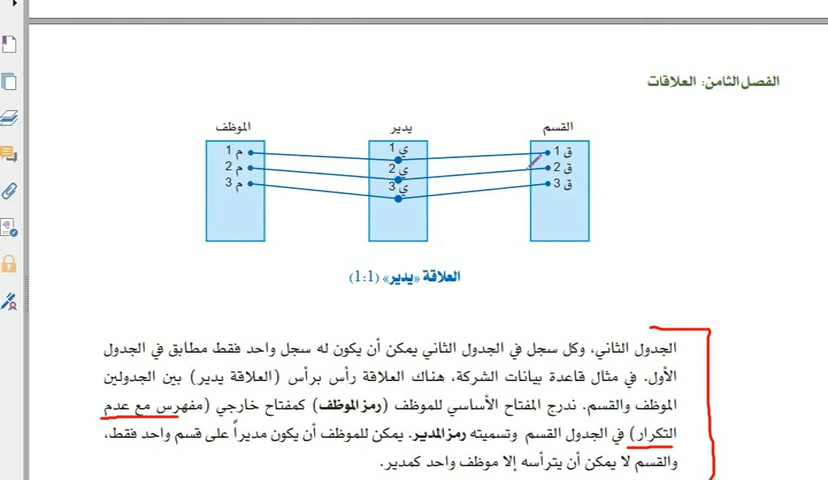 الفصل الثامن: العلاقات
القسم يدير الموظف
ق 1 ي 1 م 1
ق 2 ي 2 م 2
ق 3 ي 3 م 3
العلاقة «يدير» (1:1)
الجدول الثاني، وكل سجل في الجدول الثاني يمكن أن يكون له سجل واحد فقط مطابق في الجدول
الأول. في مثال قاعدة بيانات الشركة، هناك العلاقة رأس برأس (العلاقة يدير) بين الجدولين
الموظف والقسم. ندرج المفتاح الأساسي للموظف (رمز الموظف) كمفتاح خارجي (مفهرس مع عدم
التكرار) في الجدول القسم وتسميته رمز المدير. يمكن للموظف أن يكون مديراً على قسم واحد فقط،
والقسم لا يمكن أن يترأسه إلا موظف واحد كمدير.